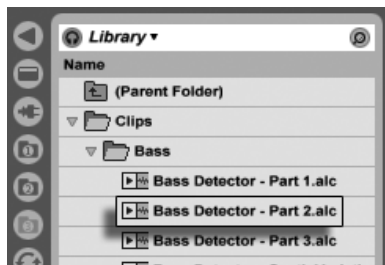 Library ▾
Name
(Parent Folder)
Clips
Bass
Bass Detector - Part 1.alc
Bass Detector - Part 2.alc
Bass Detector - Part 3.alc